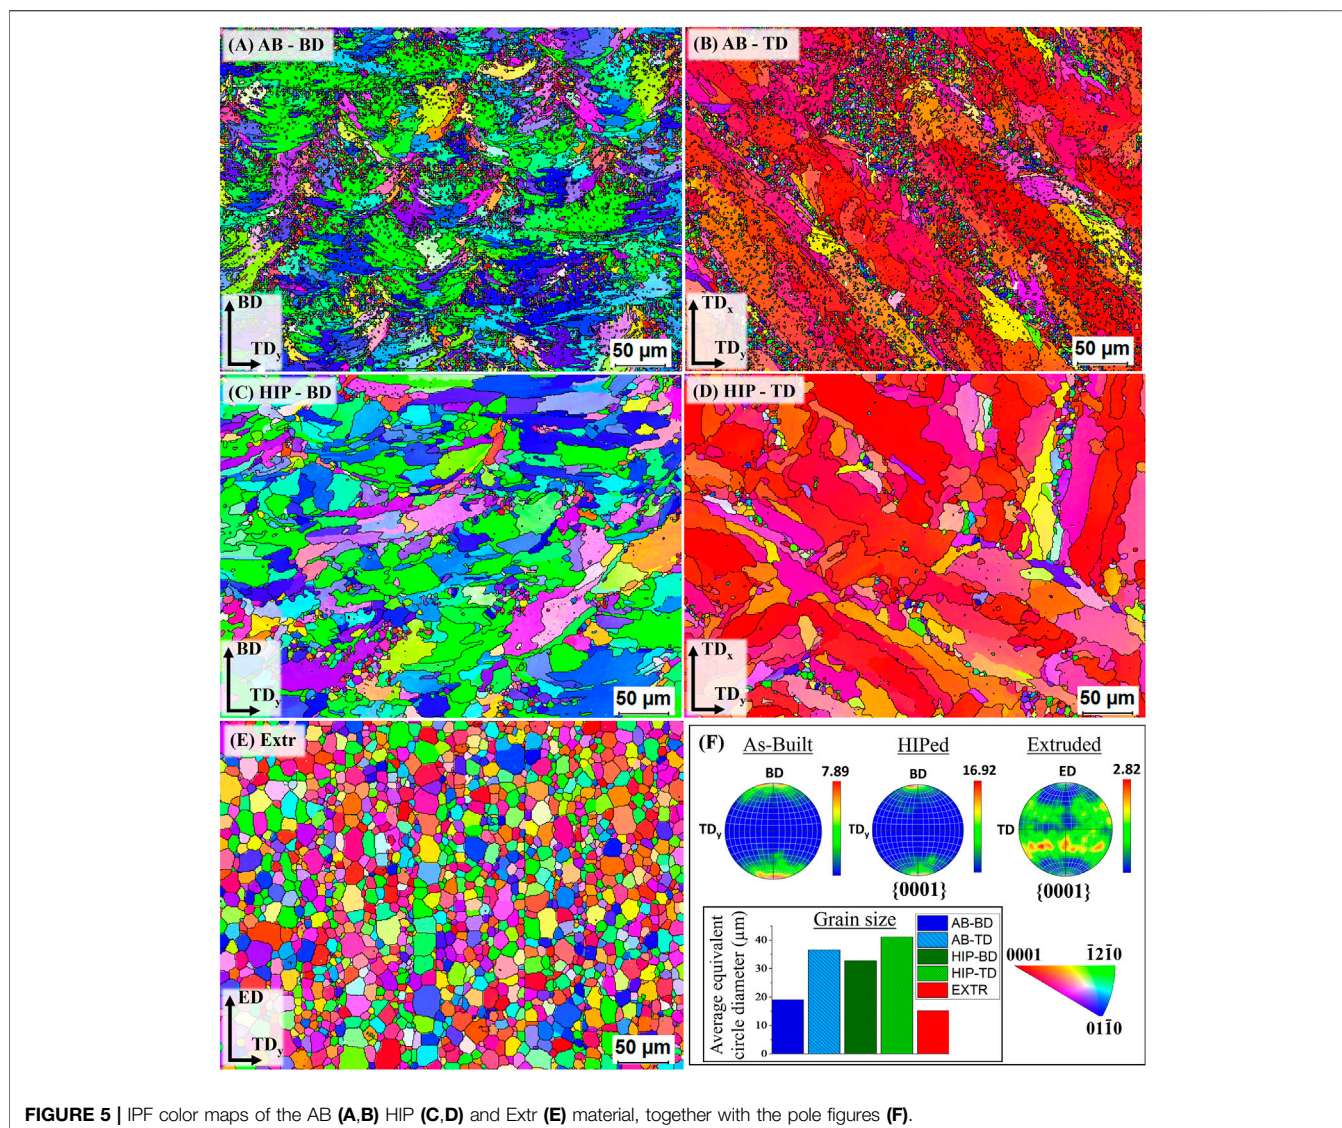 (A) AB - BD
BD
TDy
50 µm
(B) AB - TD
TDx
TDy
50 µm
(C) HIP - BD
BD
TDy
50 µm
(D) HIP - TD
TDx
TDy
50 µm
(E) Extr
ED
TDy
50 µm
(F)
As-Built HIPed Extruded
BD 7.89 BD 16.92 ED 2.82
TDy TDy TD
{0001} {0001}
Grain size
Average equivalent
circle diameter (µm)
40
30
20
10
0
AB-BD
AB-TD
HIP-BD
HIP-TD
EXTR
0001 1̄21̄0
011̄0
FIGURE 5 | IPF color maps of the AB (A,B) HIP (C,D) and Extr (E) material, together with the pole figures (F).